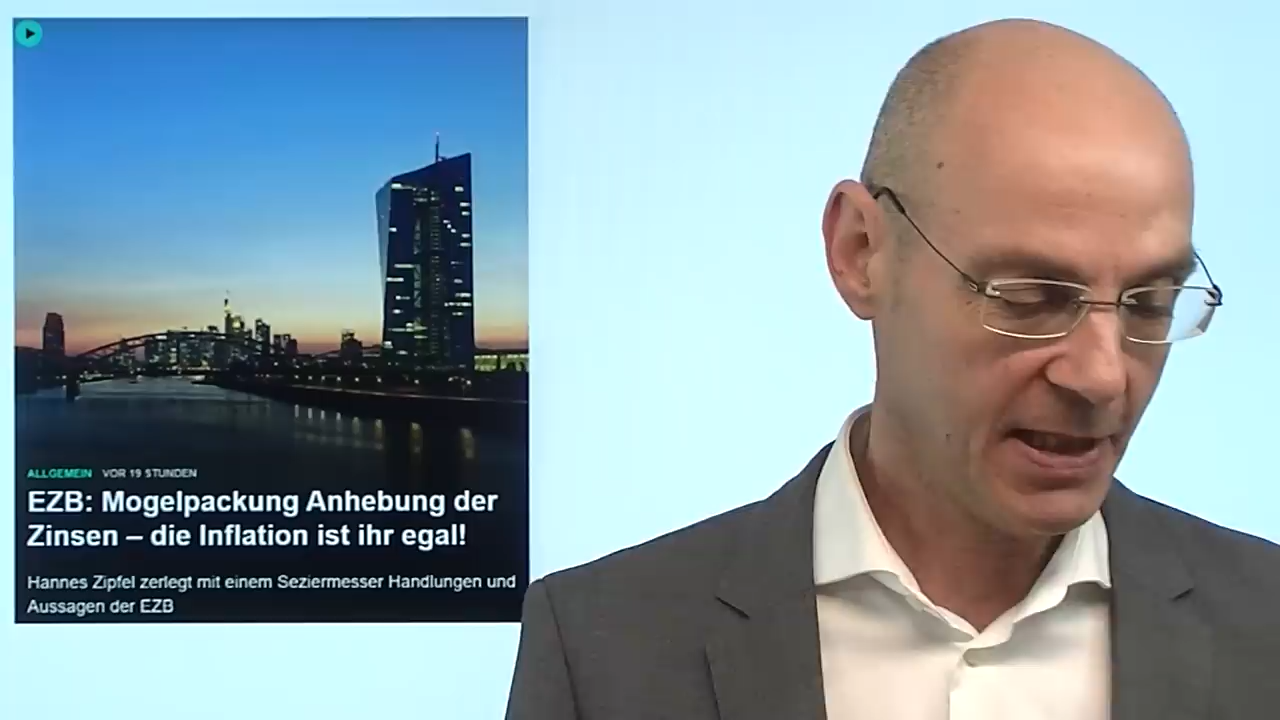 ALLGEMEIN VOR 19 STUNDEN
EZB: Mogelpackung Anhebung der
Zinsen – die Inflation ist ihr egal!
Hannes Zipfel zerlegt mit einem Seziermesser Handlungen und
Aussagen der EZB